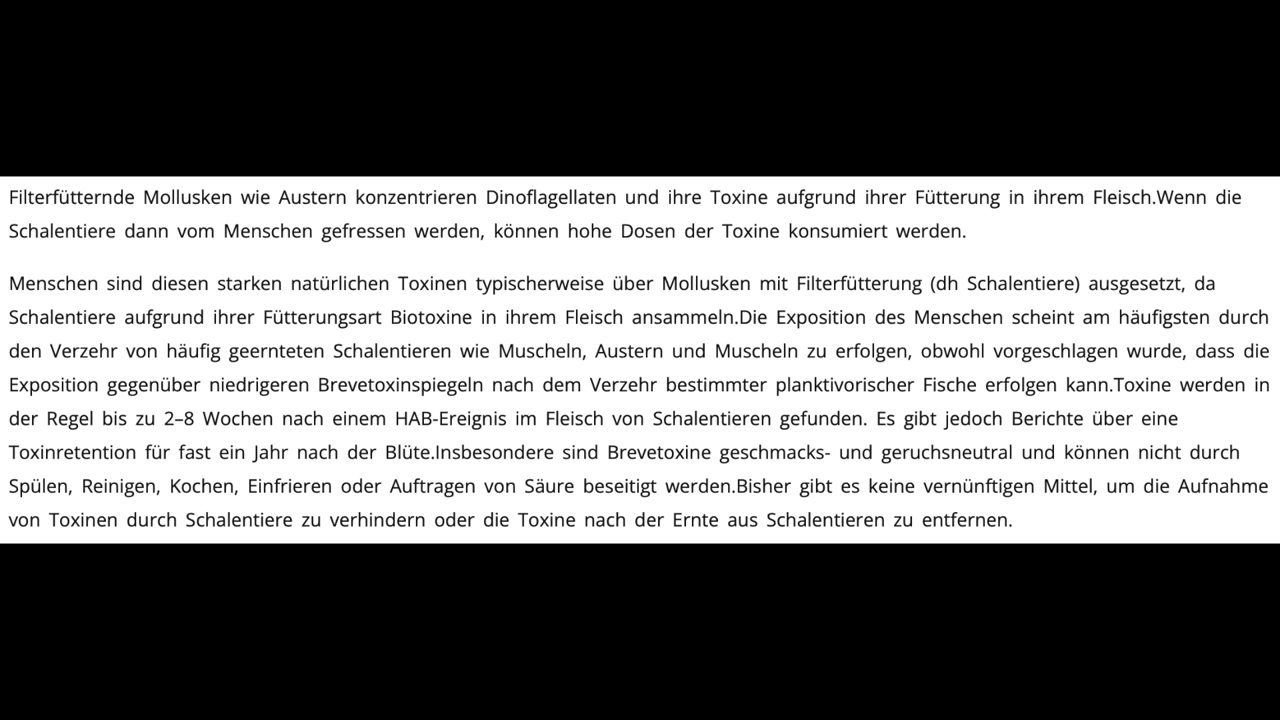 Filterfütternde Mollusken wie Austern konzentrieren Dinoflagellaten und ihre Toxine aufgrund ihrer Fütterung in ihrem Fleisch.Wenn die
Schalentiere dann vom Menschen gefressen werden, können hohe Dosen der Toxine konsumiert werden.
Menschen sind diesen starken natürlichen Toxinen typischerweise über Mollusken mit Filterfütterung (dh Schalentiere) ausgesetzt, da
Schalentiere aufgrund ihrer Fütterungsart Biotoxine in ihrem Fleisch ansammeln.Die Exposition des Menschen scheint am häufigsten durch
den Verzehr von häufig geernteten Schalentieren wie Muscheln, Austern und Muscheln zu erfolgen, obwohl vorgeschlagen wurde, dass die
Exposition gegenüber niedrigeren Brevetoxinspiegeln nach dem Verzehr bestimmter planktivorischer Fische erfolgen kann.Toxine werden in
der Regel bis zu 2–8 Wochen nach einem HAB-Ereignis im Fleisch von Schalentieren gefunden. Es gibt jedoch Berichte über eine
Toxinretention für fast ein Jahr nach der Blüte.Insbesondere sind Brevetoxine geschmacks- und geruchsneutral und können nicht durch
Spülen, Reinigen, Kochen, Einfrieren oder Auftragen von Säure beseitigt werden.Bisher gibt es keine vernünftigen Mittel, um die Aufnahme
von Toxinen durch Schalentiere zu verhindern oder die Toxine nach der Ernte aus Schalentieren zu entfernen.